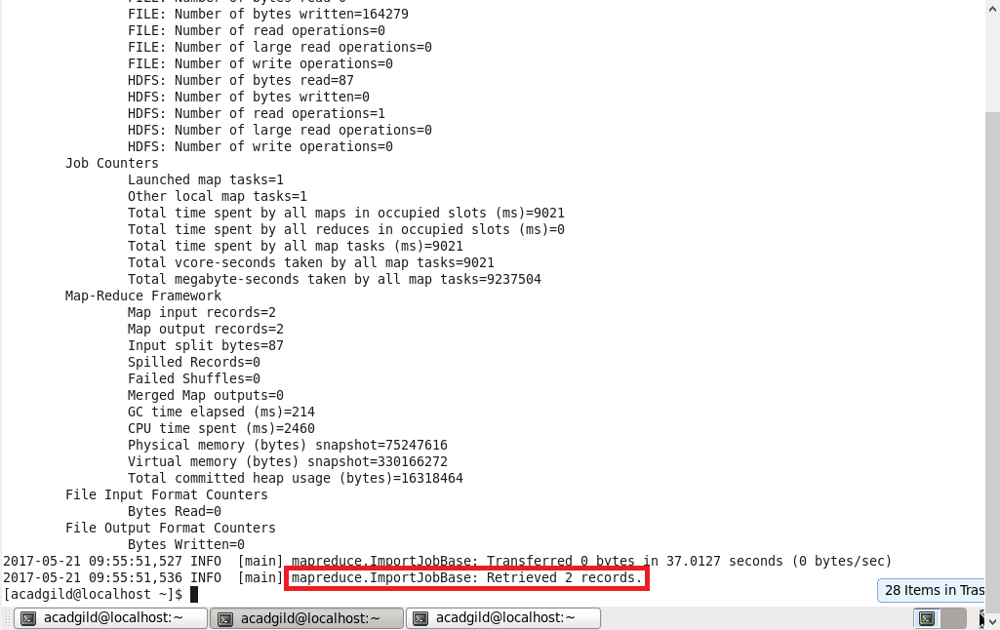 FILE: Number of bytes read=0
FILE: Number of bytes written=164279
FILE: Number of read operations=0
FILE: Number of large read operations=0
FILE: Number of write operations=0
HDFS: Number of bytes read=87
HDFS: Number of bytes written=0
HDFS: Number of read operations=1
HDFS: Number of large read operations=0
HDFS: Number of write operations=0
Job Counters
Launched map tasks=1
Other local map tasks=1
Total time spent by all maps in occupied slots (ms)=9021
Total time spent by all reduces in occupied slots (ms)=0
Total time spent by all map tasks (ms)=9021
Total vcore-seconds taken by all map tasks=9021
Total megabyte-seconds taken by all map tasks=9237504
Map-Reduce Framework
Map input records=2
Map output records=2
Input split bytes=87
Spilled Records=0
Failed Shuffles=0
Merged Map outputs=0
GC time elapsed (ms)=214
CPU time spent (ms)=2460
Physical memory (bytes) snapshot=75247616
Virtual memory (bytes) snapshot=330166272
Total committed heap usage (bytes)=16318464
File Input Format Counters
Bytes Read=0
File Output Format Counters
Bytes Written=0
2017-05-21 09:55:51,527 INFO  [main] mapreduce.ImportJobBase: Transferred 0 bytes in 37.0127 seconds (0 bytes/sec)
2017-05-21 09:55:51,536 INFO  [main] mapreduce.ImportJobBase: Retrieved 2 records.
[acadgild@localhost ~]$
28 Items in Tras
acadgild@localhost:~ acadgild@localhost:~ acadgild@localhost:~